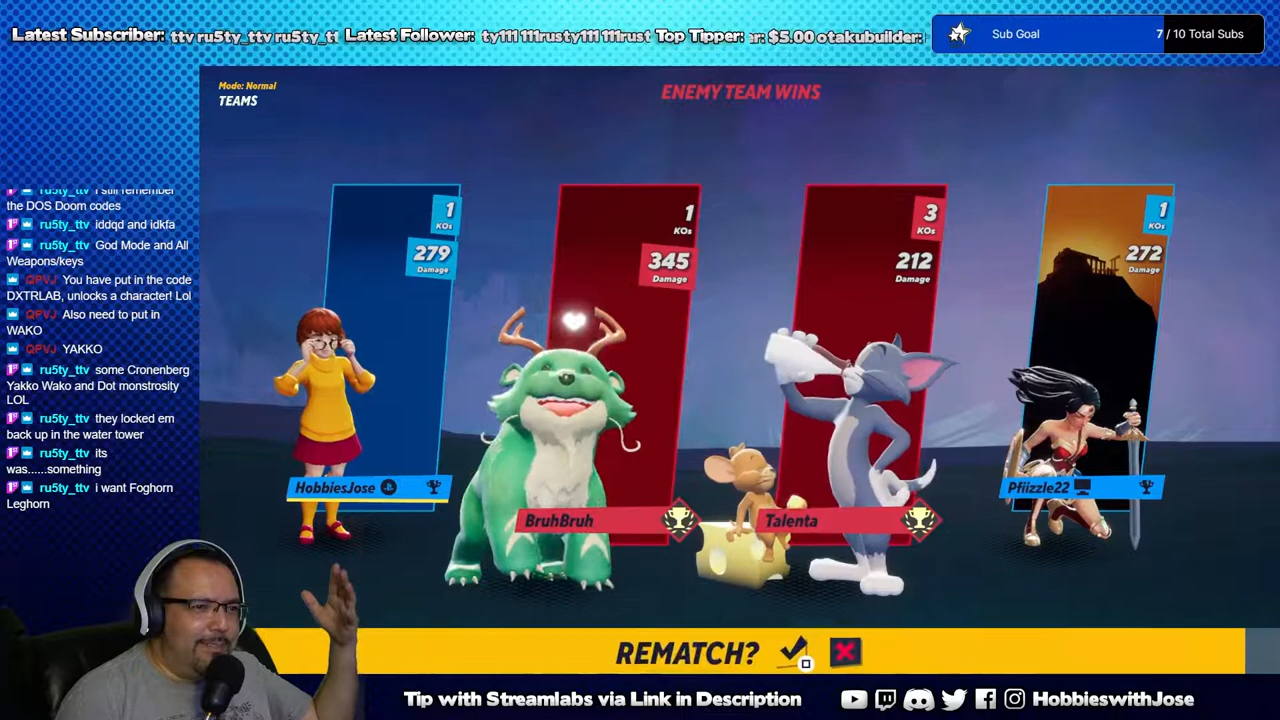 Latest Subscriber: ttv ru5ty_ttv ru5ty_tt Latest Follower: ty111 111rusty111 111rust Top Tipper: er: $5.00 otakubuilder:
Sub Goal 7 / 10 Total Subs
Mode: Normal
TEAMS
ENEMY TEAM WINS
ru5ty_ttv i still remember
the DOS Doom codes
ru5ty_ttv iddqd and idkfa
ru5ty_ttv God Mode and All
Weapons/keys
QPVJ You have put in the code
DXTRLAB, unlocks a character! Lol
QPVJ Also need to put in
WAKO
QPVJ YAKKO
ru5ty_ttv some Cronenberg
Yakko Wako and Dot monstrosity
LOL
ru5ty_ttv they locked em
back up in the water tower
ru5ty_ttv its
was......something
ru5ty_ttv i want Foghorn
Leghorn
1
KOs
279
Damage
HobbiesJose
1
KOs
345
Damage
BruhBruh
3
KOs
212
Damage
Talenta
1
KOs
272
Damage
Pfiizzle22
REMATCH?
Tip with Streamlabs via Link in Description
HobbieswithJose